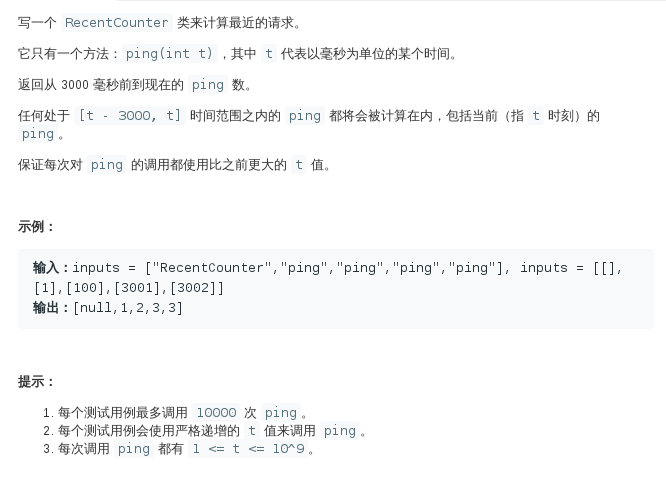 写一个 RecentCounter 类来计算最近的请求。
它只有一个方法：ping(int t)，其中 t 代表以毫秒为单位的某个时间。
返回从 3000 毫秒前到现在的 ping 数。
任何处于 [t - 3000, t] 时间范围之内的 ping 都将会被计算在内，包括当前（指 t 时刻）的
ping。
保证每次对 ping 的调用都使用比之前更大的 t 值。
示例：
输入：inputs = ["RecentCounter","ping","ping","ping","ping"], inputs = [[],
[1],[100],[3001],[3002]]
输出：[null,1,2,3,3]
提示：
1. 每个测试用例最多调用 10000 次 ping。
2. 每个测试用例会使用严格递增的 t 值来调用 ping。
3. 每次调用 ping 都有 1 <= t <= 10^9。